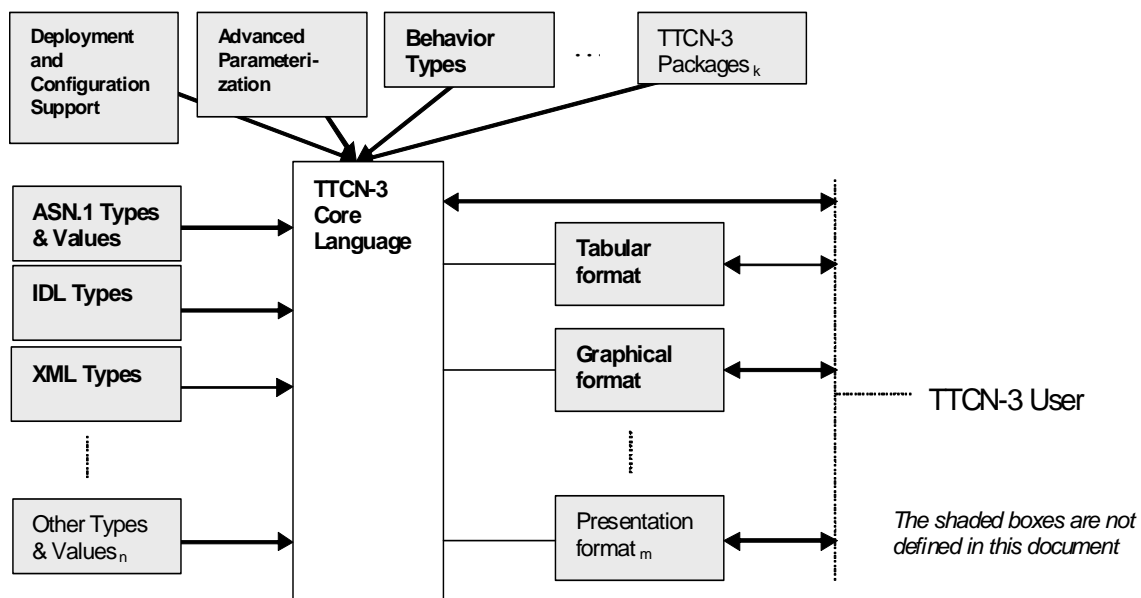 Deployment
and
Configuration
Support
Advanced
Parameteri-
zation
Behavior
Types
...
TTCN-3
Packages k
TTCN-3
Core
Language
ASN.1 Types
& Values
IDL Types
XML Types
Other Types
& Values n
Tabular
format
Graphical
format
Presentation
format m
TTCN-3 User
The shaded boxes are not
defined in this document